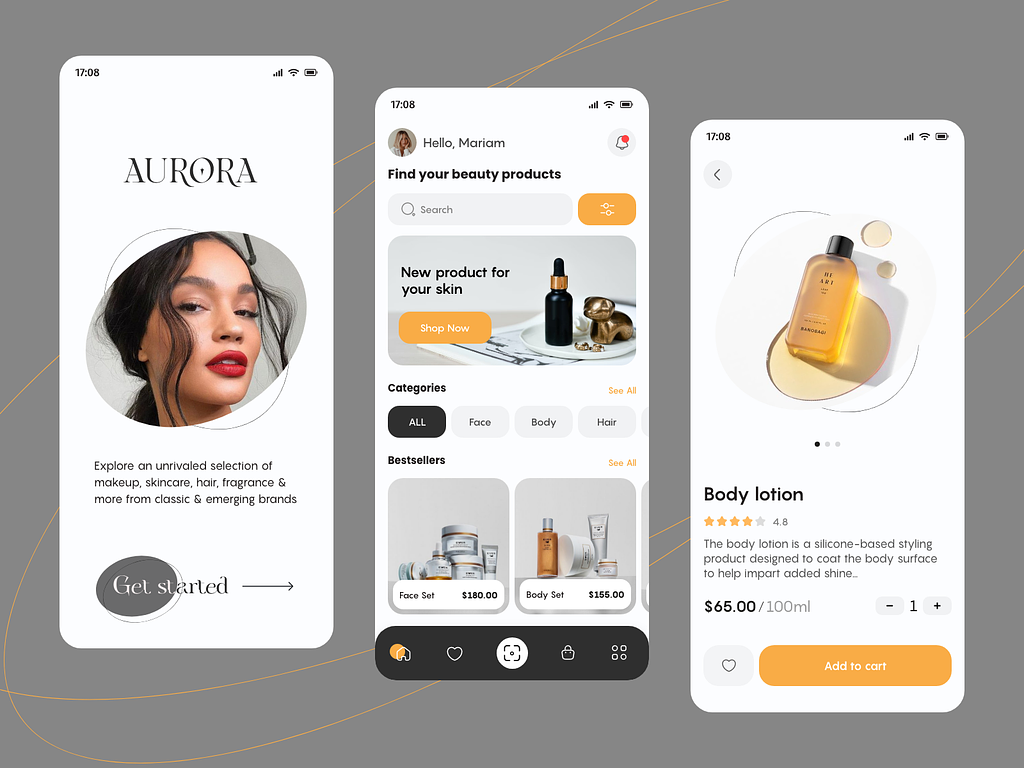 17:08
AURORA
Explore an unrivaled selection of
makeup, skincare, hair, fragrance &
more from classic & emerging brands
Get started
17:08
Hello, Mariam
Find your beauty products
Search
New product for
your skin
Shop Now
Categories
See All
ALL
Face
Body
Hair
Bestsellers
See All
Face Set
$180.00
Body Set
$155.00
17:08
BANOBAGI
Body lotion
4.8
The body lotion is a silicone-based styling
product designed to coat the body surface
to help impart added shine...
$65.00/100ml
- 1 +
Add to cart